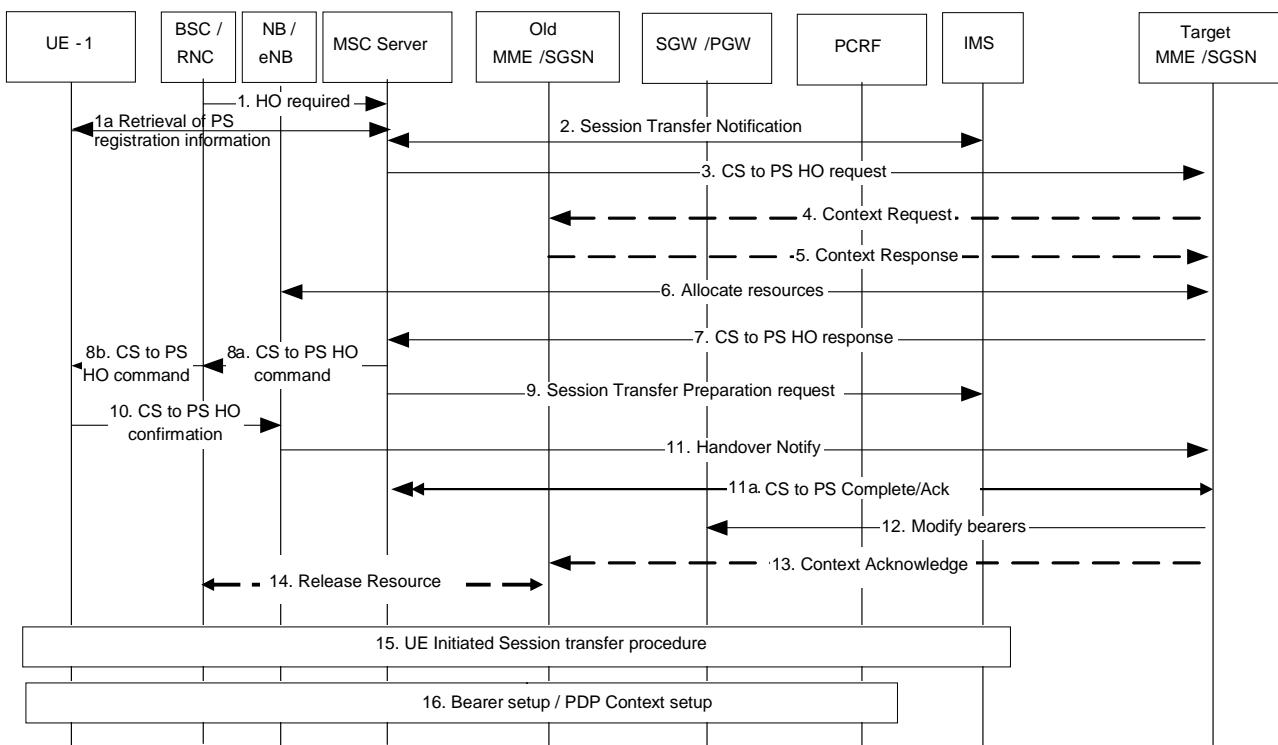 UE - 1
BSC /
RNC
NB /
eNB
MSC Server
Old
MME /SGSN
SGW /PGW
PCRF
IMS
Target
MME /SGSN
1. HO required
1a Retrieval of PS
registration information
2. Session Transfer Notification
3. CS to PS HO request
4. Context Request
5. Context Response
6. Allocate resources
7. CS to PS HO response
8b. CS to PS
HO command
8a. CS to PS HO
command
9. Session Transfer Preparation request
10. CS to PS HO
confirmation
11. Handover Notify
11a. CS to PS Complete/Ack
12. Modify bearers
13. Context Acknowledge
14. Release Resource
15. UE Initiated Session transfer procedure
16. Bearer setup / PDP Context setup